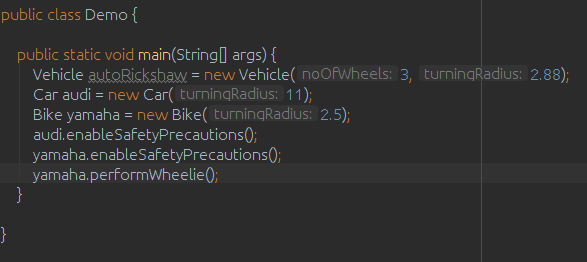 public class Demo {
public static void main(String[] args) {
Vehicle autoRickshaw = new Vehicle( noOfWheels: 3, turningRadius: 2.88);
Car audi = new Car( turningRadius: 11);
Bike yamaha = new Bike( turningRadius: 2.5);
audi.enableSafetyPrecautions();
yamaha.enableSafetyPrecautions();
yamaha.performWheelie();
}
}